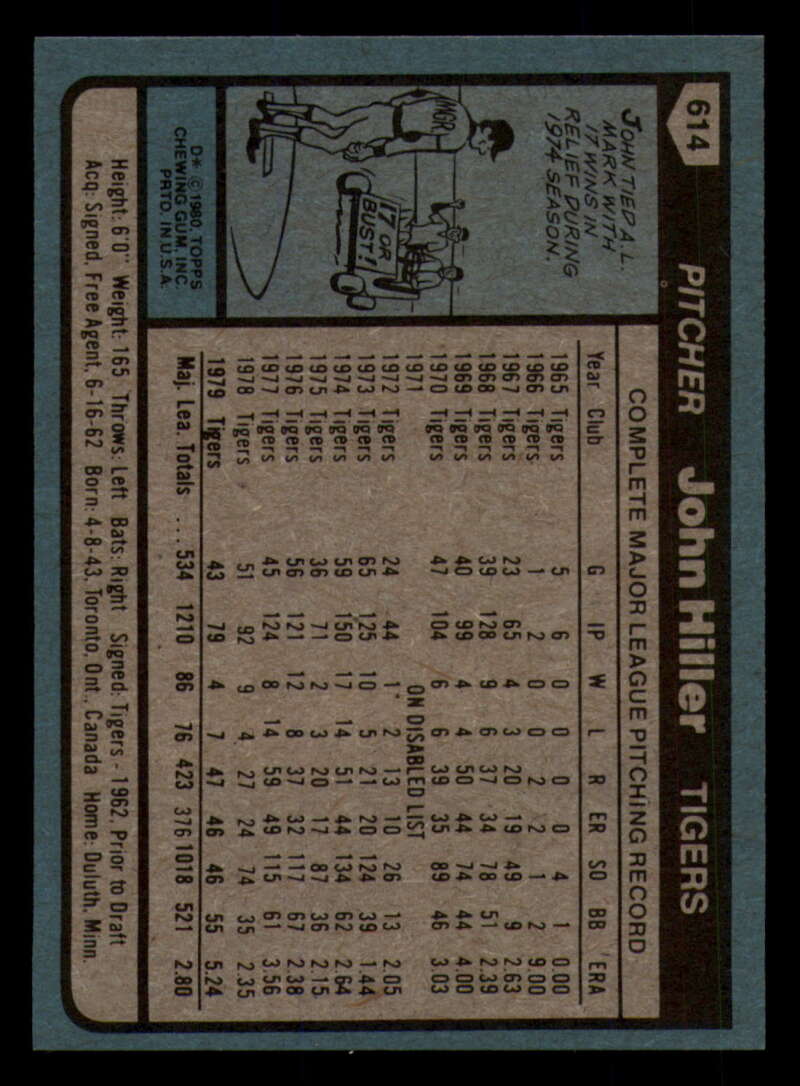 614
PITCHER John Hiller TIGERS
JOHN TIED A.L.
MARK WITH
17 WINS IN
RELIEF DURING
1974 SEASON.
MGR
17 OR
BUST!
D* © 1980 TOPPS
CHEWING GUM, INC.
PRTD. IN U.S.A.
COMPLETE MAJOR LEAGUE PITCHING RECORD
Year Club G IP W L R ER SO BB ERA
1965 Tigers 5 6 0 0 0 0 4 1 0.00
1966 Tigers 1 2 0 0 2 2 1 2 9.00
1967 Tigers 23 65 4 3 20 19 49 9 2.63
1968 Tigers 39 128 9 6 37 34 78 51 2.39
1969 Tigers 40 99 4 4 50 44 74 44 4.00
1970 Tigers 47 104 6 6 39 35 89 46 3.03
1971 ON DISABLED LIST
1972 Tigers 24 44 1 2 13 10 26 13 2.05
1973 Tigers 65 125 10 5 21 20 124 39 1.44
1974 Tigers 59 150 17 14 51 44 134 62 2.64
1975 Tigers 36 71 2 3 20 17 87 36 2.15
1976 Tigers 56 121 12 8 37 32 117 67 2.38
1977 Tigers 45 124 8 14 59 49 115 61 3.56
1978 Tigers 51 92 9 4 27 24 74 35 2.35
1979 Tigers 43 79 4 7 47 46 46 55 5.24
Maj. Lea. Totals ... 534 1210 86 76 423 376 1018 521 2.80
Height: 6'0" Weight: 165 Throws: Left Bats: Right Signed: Tigers - 1962, Prior to Draft
Acq: Signed, Free Agent, 6-16-62 Born: 4-8-43, Toronto, Ont., Canada Home: Duluth, Minn.